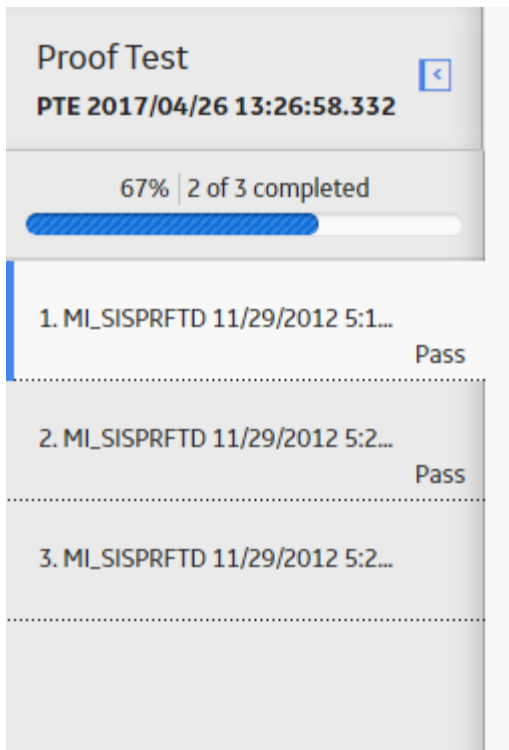 Proof Test
PTE 2017/04/26 13:26:58.332
67% 2 of 3 completed
1. MI_SISPRFTD 11/29/2012 5:1...
Pass
2. MI_SISPRFTD 11/29/2012 5:2...
Pass
3. MI_SISPRFTD 11/29/2012 5:2...